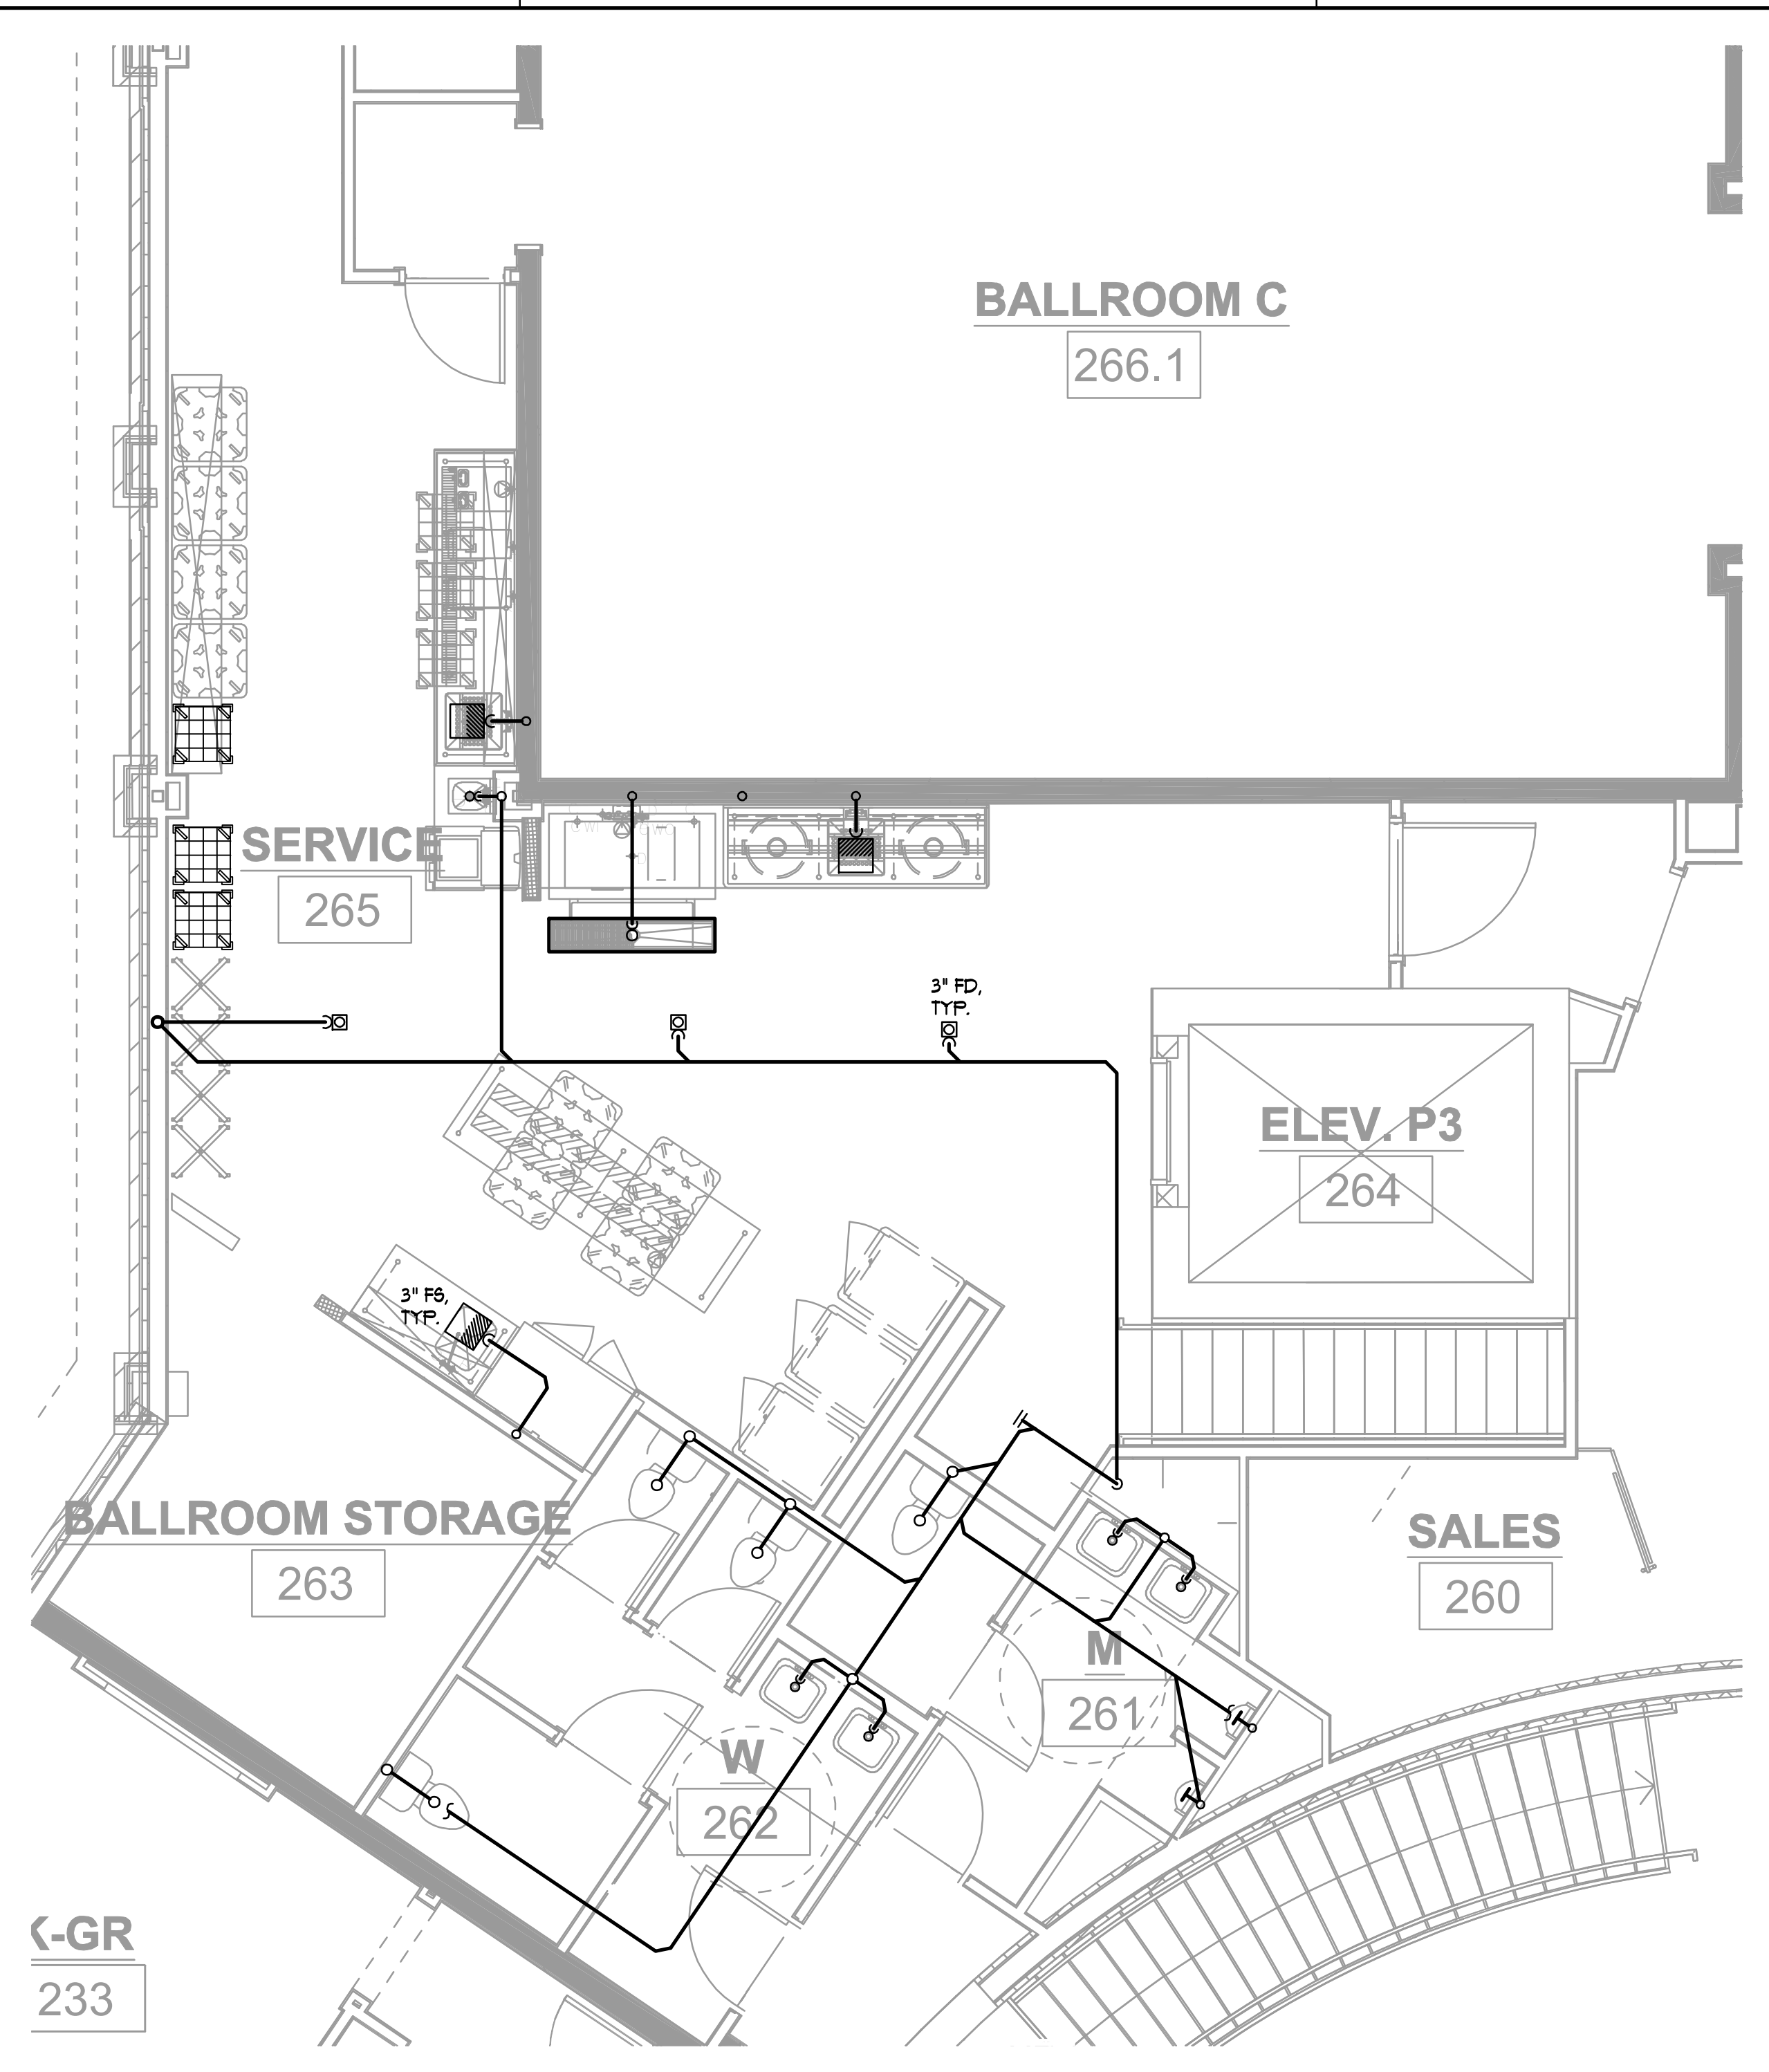 BALLROOM C
266.1
SERVICE
265
3" FD,
TYP.
ELEV. P3
264
3" FS,
TYP.
BALLROOM STORAGE
263
SALES
260
M
261
W
262
K-GR
233